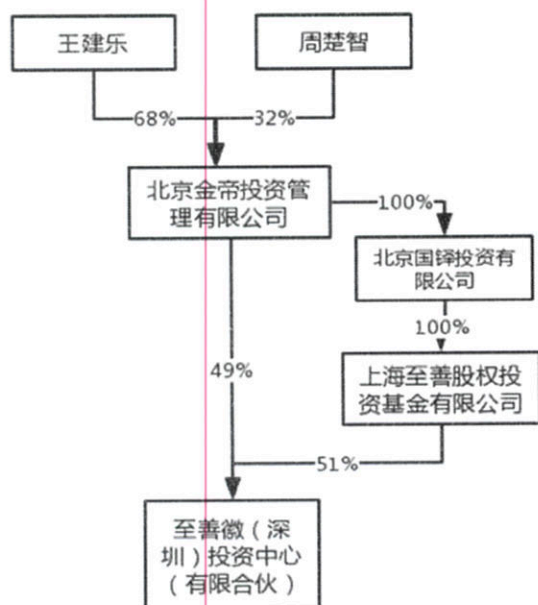 王建乐
周楚智
68%
32%
北京金帝投资管
理有限公司
100%
北京国铎投资有
限公司
100%
上海至善股权投
资基金有限公司
49%
51%
至善徽（深
圳）投资中心
（有限合伙）